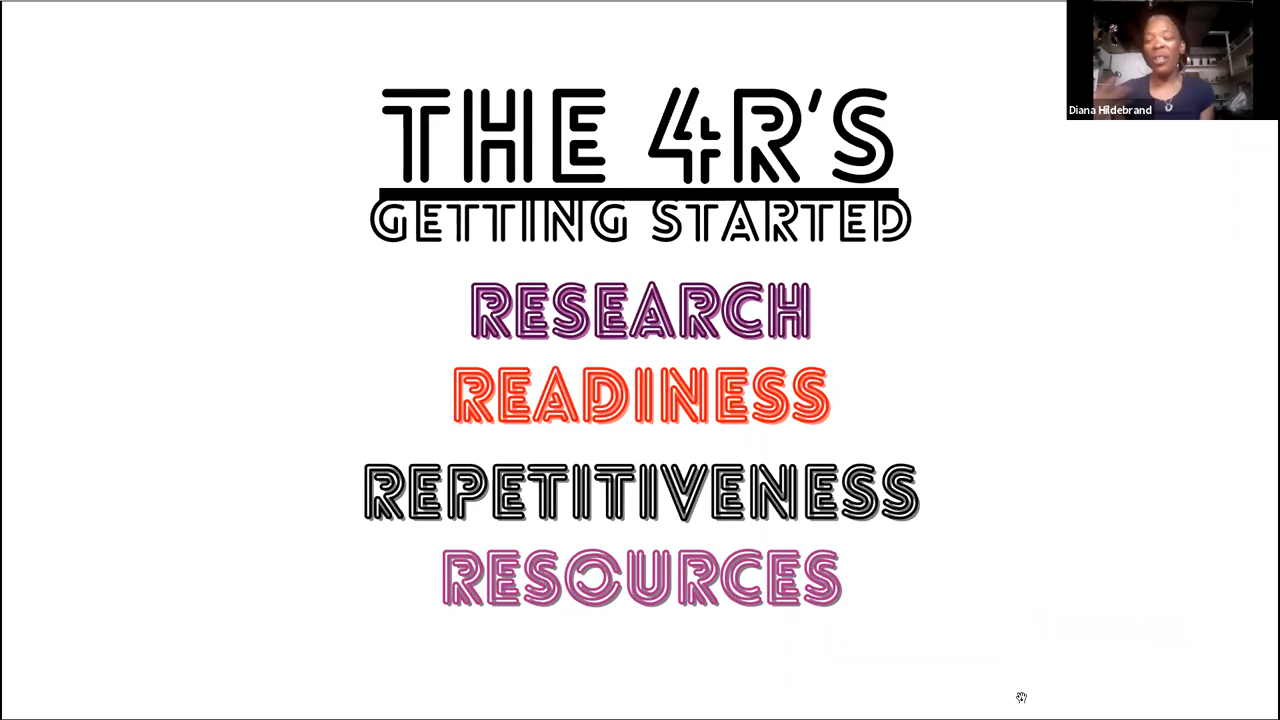 THE 4R'S
GETTING STARTED
RESEARCH
READINESS
REPETITIVENESS
RESOURCES
Diana Hildebrand